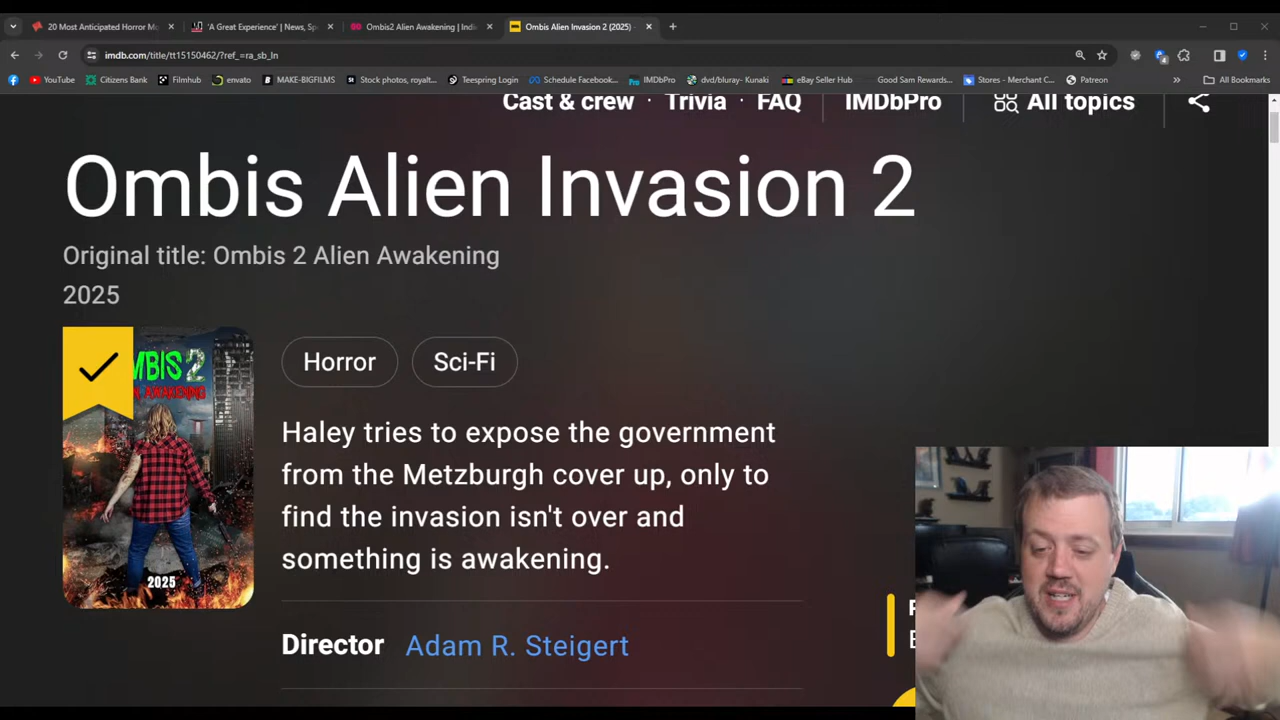 20 Most Anticipated Horror Mo
'A Great Experience' | News, Spo
Ombis2 Alien Awakening | Indie
Ombis Alien Invasion 2 (2025) -
imdb.com/title/tt15150462/?ref_=ra_sb_ln
YouTube
Citizens Bank
Filmhub
envato
MAKE-BIGFILMS
Stock photos, royalt...
Teespring Login
Schedule Facebook...
IMDbPro
dvd/bluray- Kunaki
eBay Seller Hub
Good Sam Rewards...
Stores - Merchant C...
Patreon
»
All Bookmarks
Cast & crew · Trivia · FAQ
IMDbPro
All topics
Ombis Alien Invasion 2
Original title: Ombis 2 Alien Awakening
2025
MBIS 2
AWAKENING
2025
Horror
Sci-Fi
Haley tries to expose the government
from the Metzburgh cover up, only to
find the invasion isn't over and
something is awakening.
Director Adam R. Steigert